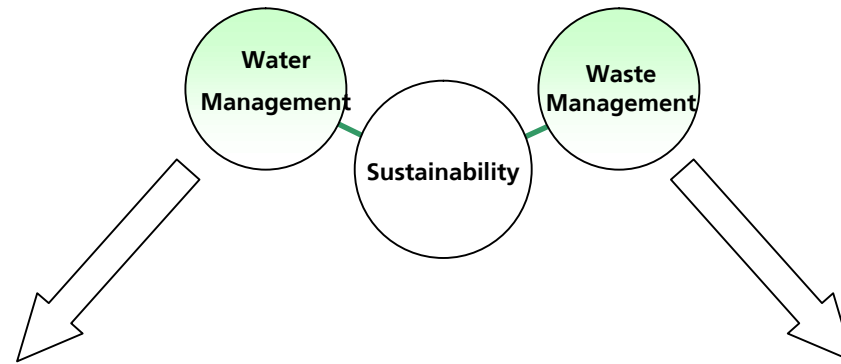 Water
Management
Waste
Management
Sustainability